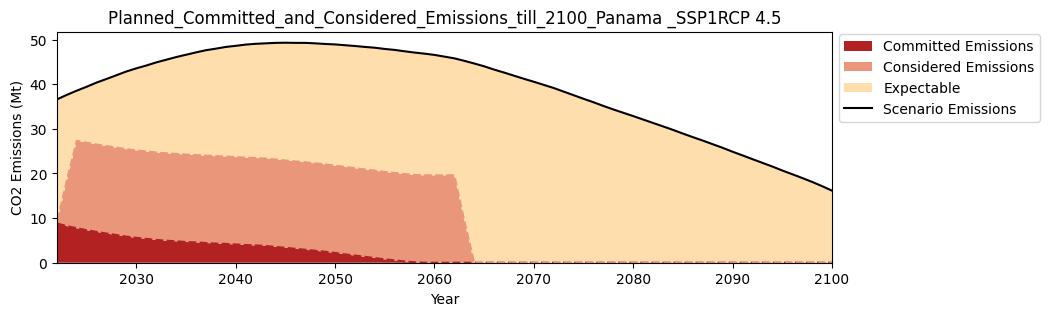 Planned_Committed_and_Considered_Emissions_till_2100_Panama _SSP1RCP 4.5
CO2 Emissions (Mt)
50
40
30
20
10
0
2030 2040 2050 2060 2070 2080 2090 2100
Year
Committed Emissions
Considered Emissions
Expectable
Scenario Emissions